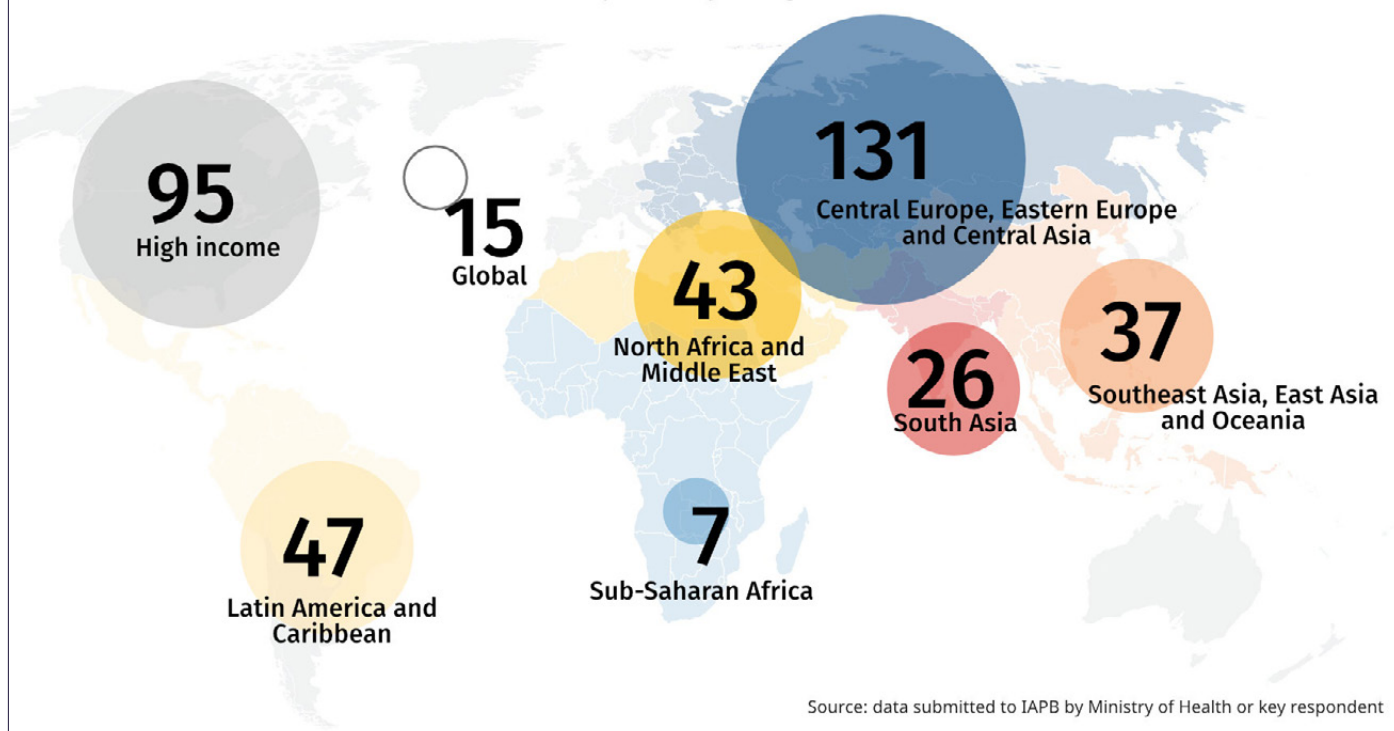 131
Central Europe, Eastern Europe
and Central Asia
95
High income
15
Global
43
North Africa and
Middle East
37
Southeast Asia, East Asia
and Oceania
26
South Asia
47
Latin America and
Caribbean
7
Sub-Saharan Africa
Source: data submitted to IAPB by Ministry of Health or key respondent